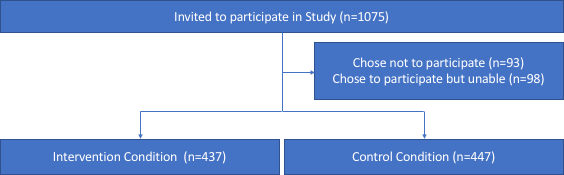 Invited to participate in Study (n=1075)
Chose not to participate (n=93)
Chose to participate but unable (n=98)
Intervention Condition (n=437)
Control Condition (n=447)